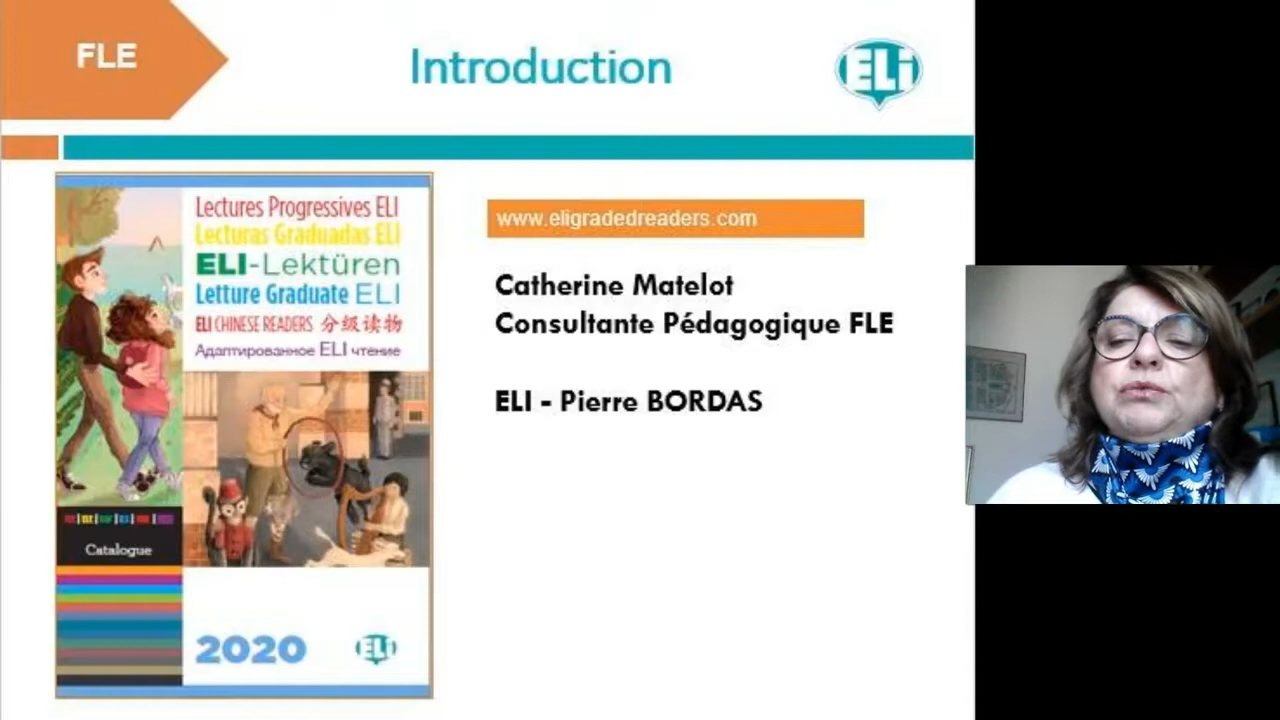 FLE
Introduction
ELi
Lectures Progressives ELI
Lecturas Graduadas ELI
ELI-Lektüren
Letture Graduate ELI
ELI CHINESE READERS 分级读物
Адаптированное ELI чтение
Catalogue
2020
ELi
www.eligradedreaders.com
Catherine Matelot
Consultante Pédagogique FLE
ELI - Pierre BORDAS